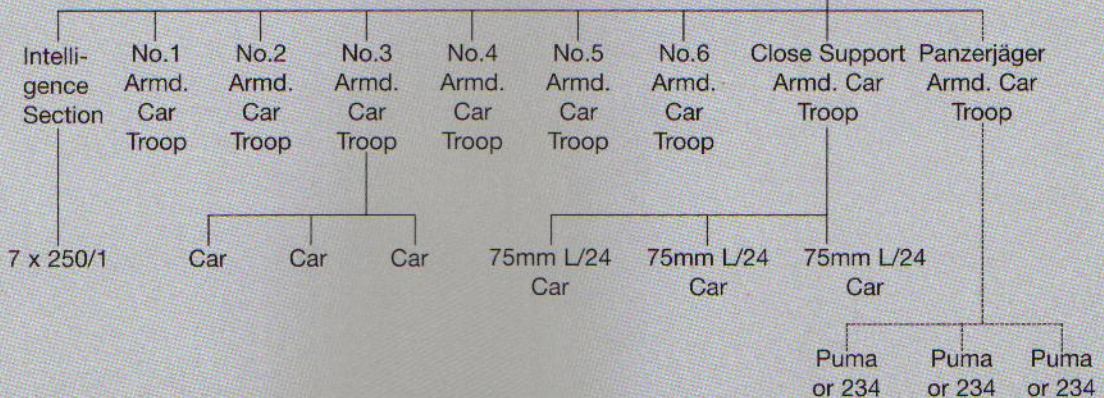 Intelli-
gence
Section
No.1
Armd.
Car
Troop
No.2
Armd.
Car
Troop
No.3
Armd.
Car
Troop
No.4
Armd.
Car
Troop
No.5
Armd.
Car
Troop
No.6
Armd.
Car
Troop
Close Support
Armd. Car
Troop
Panzerjäger
Armd. Car
Troop
7 x 250/1
Car
Car
Car
75mm L/24
Car
75mm L/24
Car
75mm L/24
Car
Puma
or 234
Puma
or 234
Puma
or 234